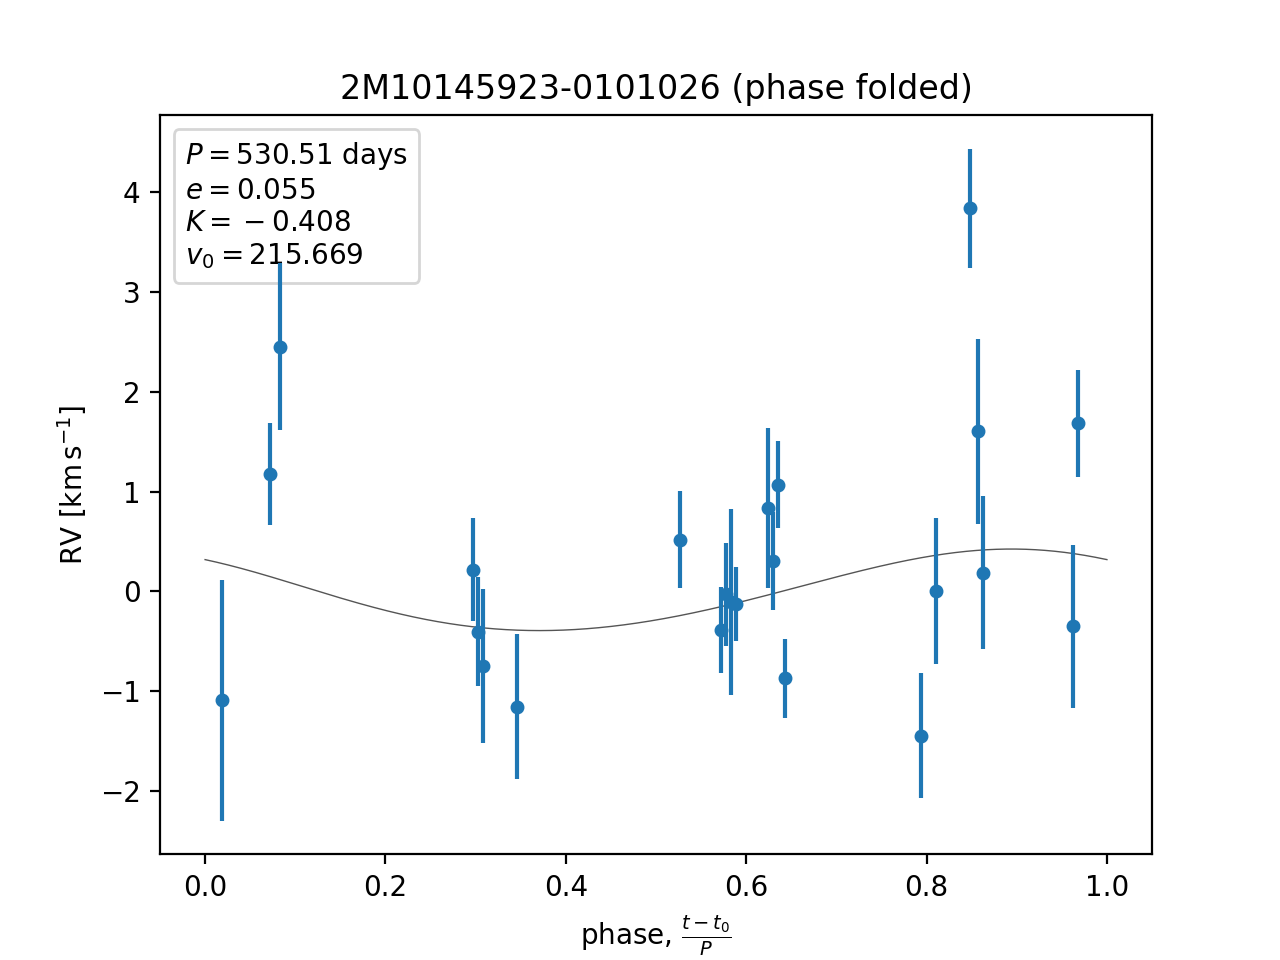 2M10145923-0101026 (phase folded)
P = 530.51 days
e = 0.055
K = −0.408
v₀ = 215.669
4
3
2
1
0
−1
−2
RV [km s⁻¹]
0.0 0.2 0.4 0.6 0.8 1.0
phase, (t − t₀)/P